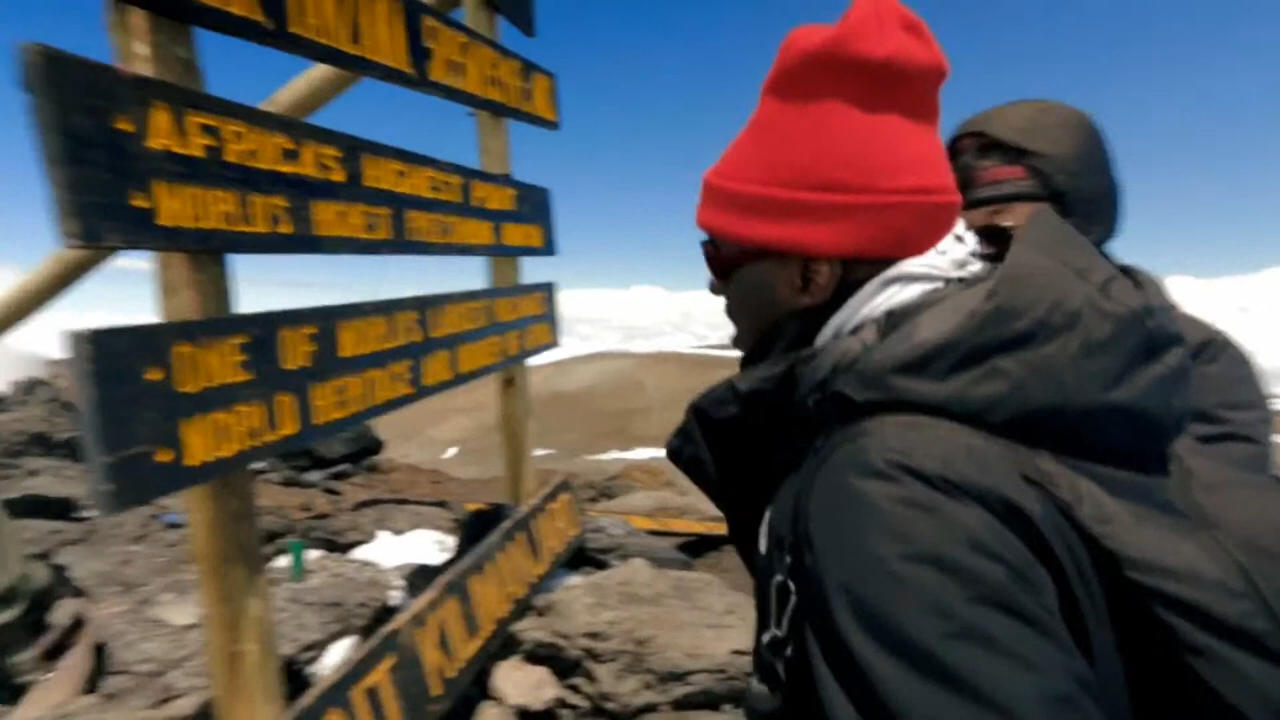 AFRICA'S HIGHEST POINT
WORLD'S HIGHEST FREE STANDING MOUNTAIN
ONE OF WORLD'S LARGEST VOLCANOES
WORLD HERITAGE AND WONDER OF AFRICA
KILIMANJARO